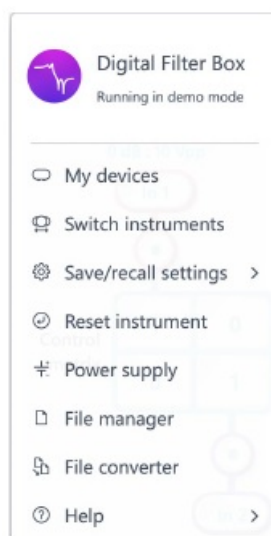 Digital Filter Box
Running in demo mode
My devices
Switch instruments
Save/recall settings
Reset instrument
Power supply
File manager
File converter
Help